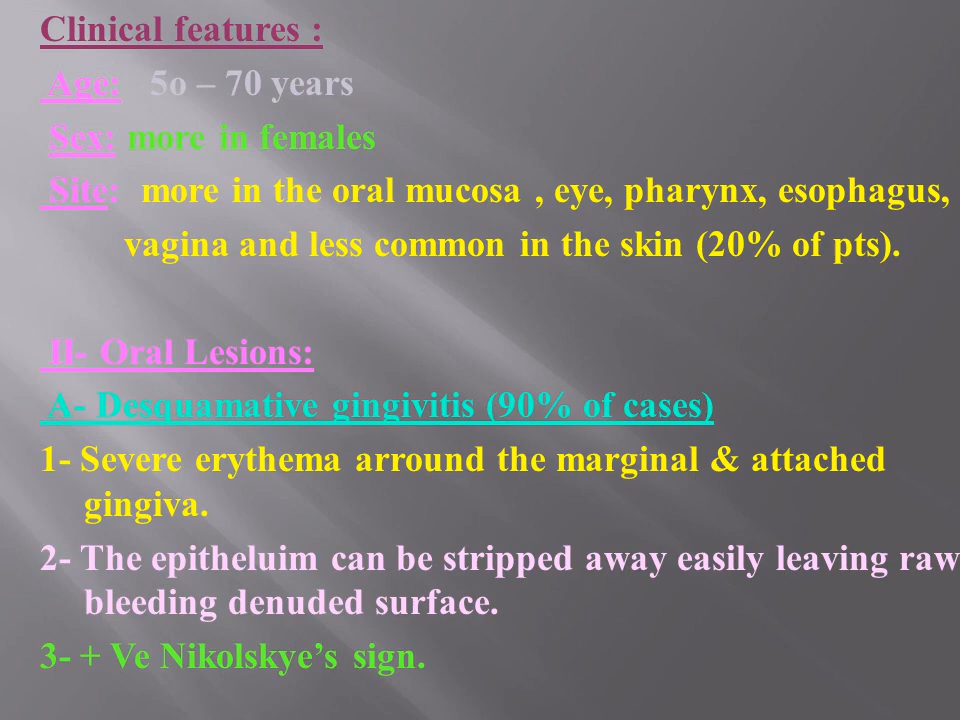 Clinical features :
Age: 5o – 70 years
Sex: more in females
Site: more in the oral mucosa , eye, pharynx, esophagus,
vagina and less common in the skin (20% of pts).
II- Oral Lesions:
A- Desquamative gingivitis (90% of cases)
1- Severe erythema arround the marginal & attached
gingiva.
2- The epitheluim can be stripped away easily leaving raw
bleeding denuded surface.
3- + Ve Nikolskye’s sign.